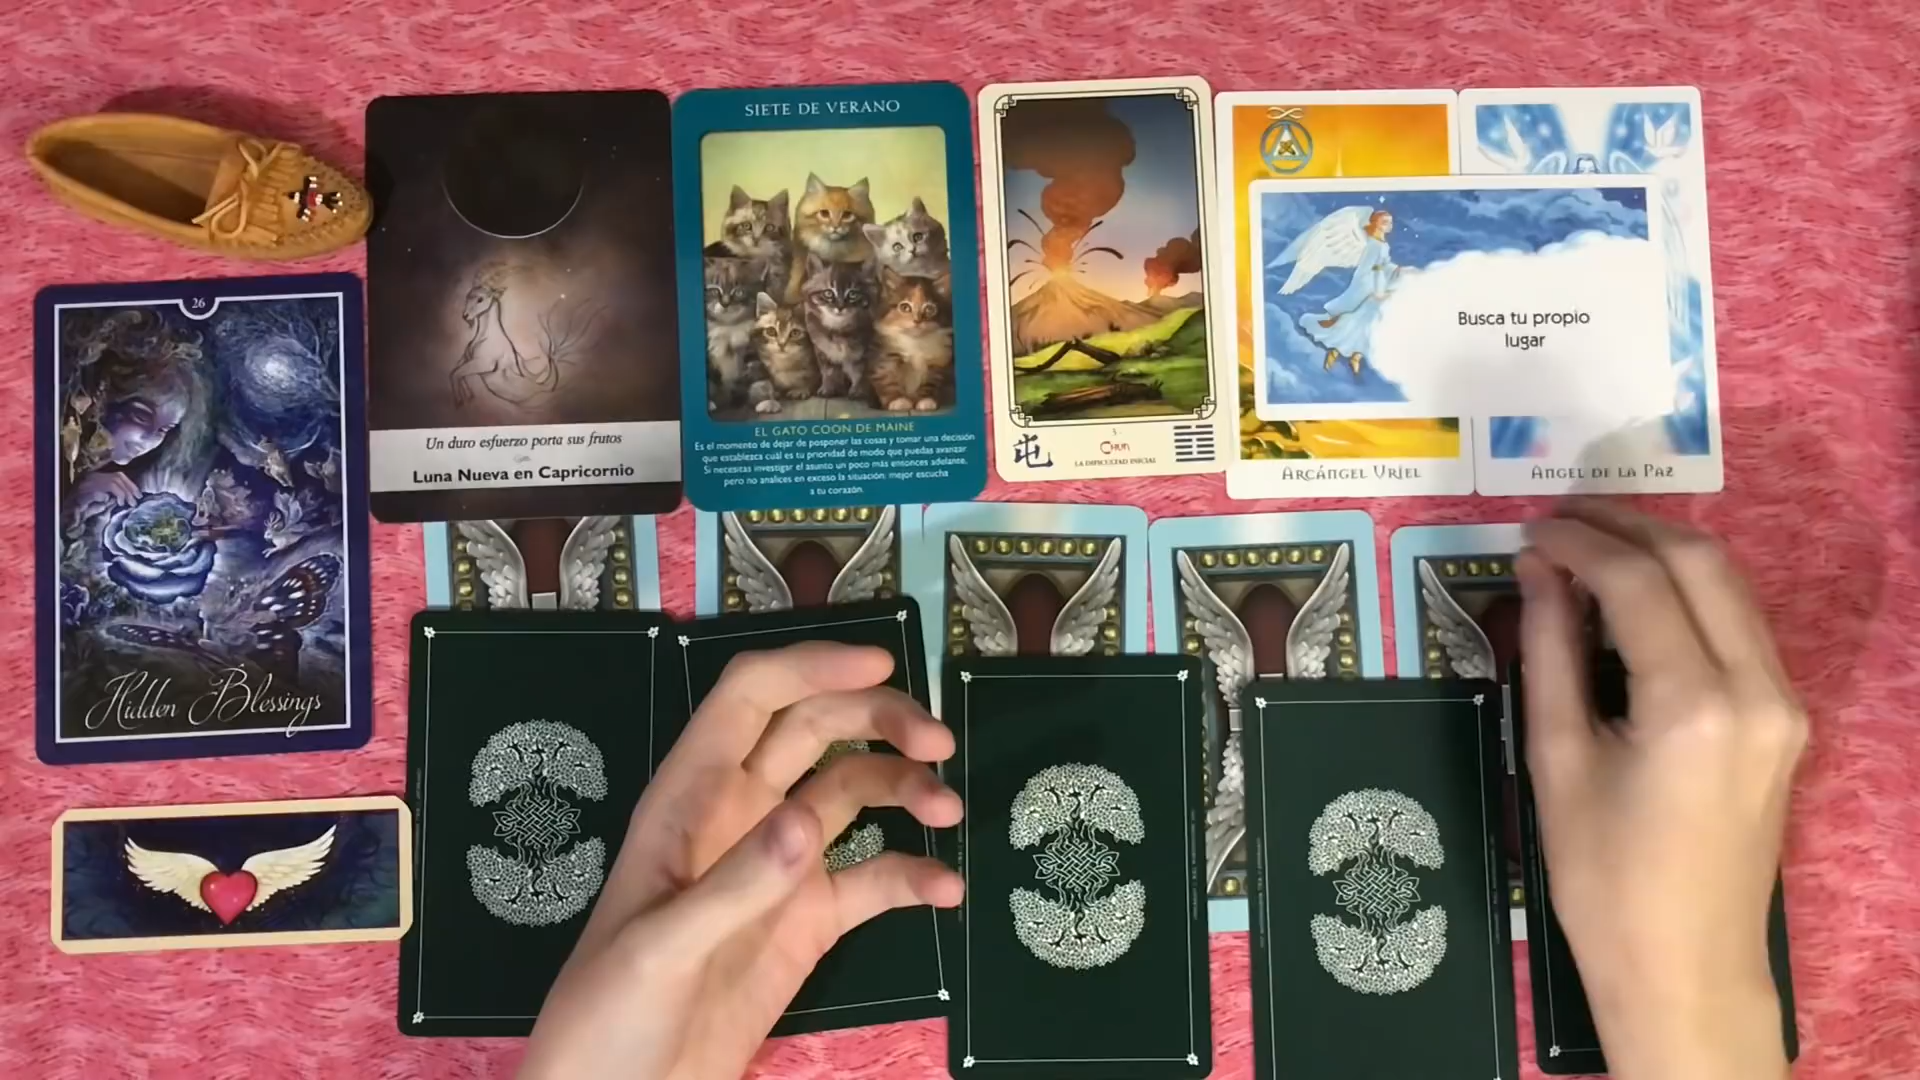 26
Hidden Blessings
Un duro esfuerzo porta sus frutos
Luna Nueva en Capricornio
SIETE DE VERANO
EL GATO COON DE MAINE
Es el momento de dejar de posponer las cosas y tomar una decisión
que establezca cuál es tu prioridad de modo que puedas avanzar
Si necesitas investigar el asunto un poco más entonces adelante,
pero no analices en exceso la situación; mejor escucha
a tu corazón.
屯
3
CHUN
LA DIFICULTAD INICIAL
Busca tu propio
lugar
ARCÁNGEL URIEL
ANGEL DE LA PAZ